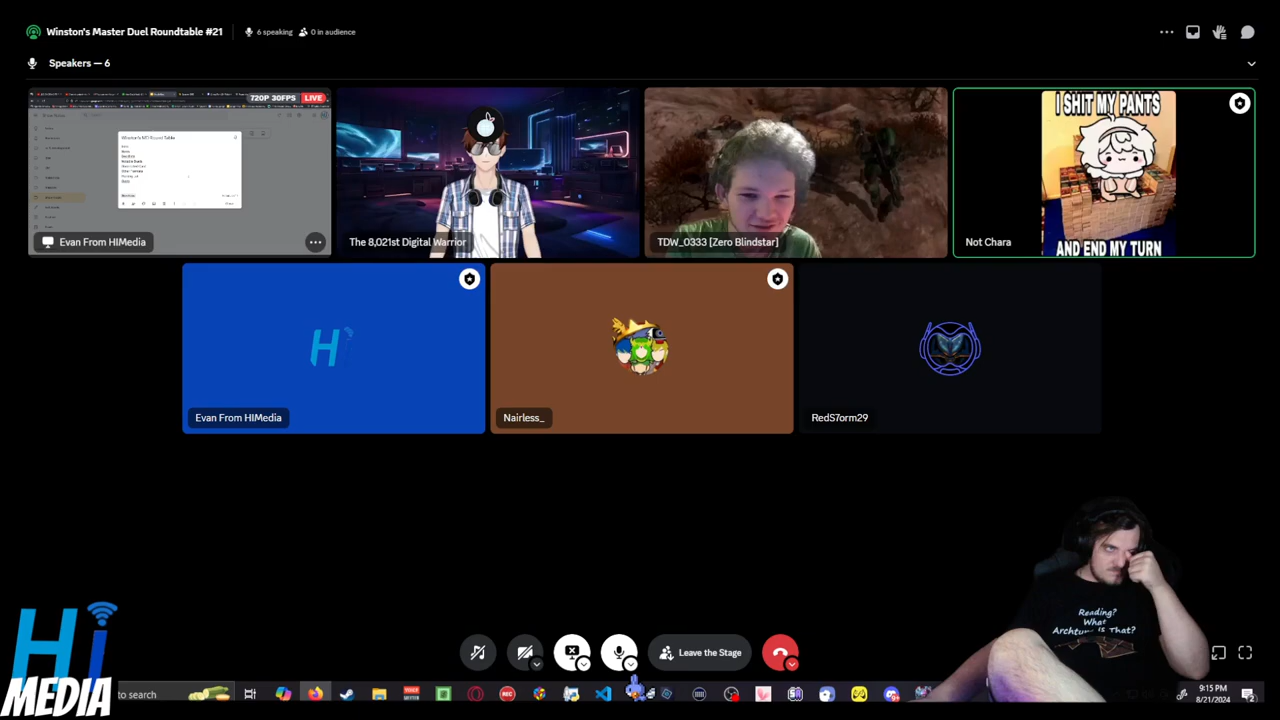 Winston's Master Duel Roundtable #21
6 speaking
0 in audience
Speakers — 6
720P 30FPS
LIVE
Evan From HIMedia
The 8,021st Digital Warrior
TDW_0333 [Zero Blindstar]
I SHIT MY PANTS
AND END MY TURN
Not Chara
Hi
Evan From HIMedia
Nairless_
RedS7orm29
Reading?
What
Archtype Is That?
Leave the Stage
Hi
MEDIA
to search
REC
9:15 PM
8/21/2024